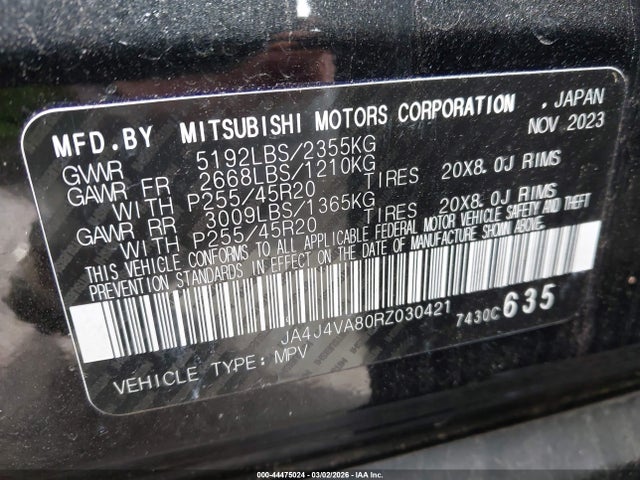 MFD.BY MITSUBISHI MOTORS CORPORATION . JAPAN
NOV 2023
GVWR 5192LBS/2355KG
GAWR FR 2668LBS/1210KG
WITH P255/45R20 TIRES 20X8.0J RIMS
GAWR RR 3009LBS/1365KG
WITH P255/45R20 TIRES 20X8.0J RIMS
THIS VEHICLE CONFORMS TO ALL APPLICABLE FEDERAL MOTOR VEHICLE SAFETY AND THEFT
PREVENTION STANDARDS IN EFFECT ON THE DATE OF MANUFACTURE SHOWN ABOVE.
JA4J4VA80RZ030421 7430C635
VEHICLE TYPE: MPV
000-44475024 | 03/02/2026 - IAA Inc.